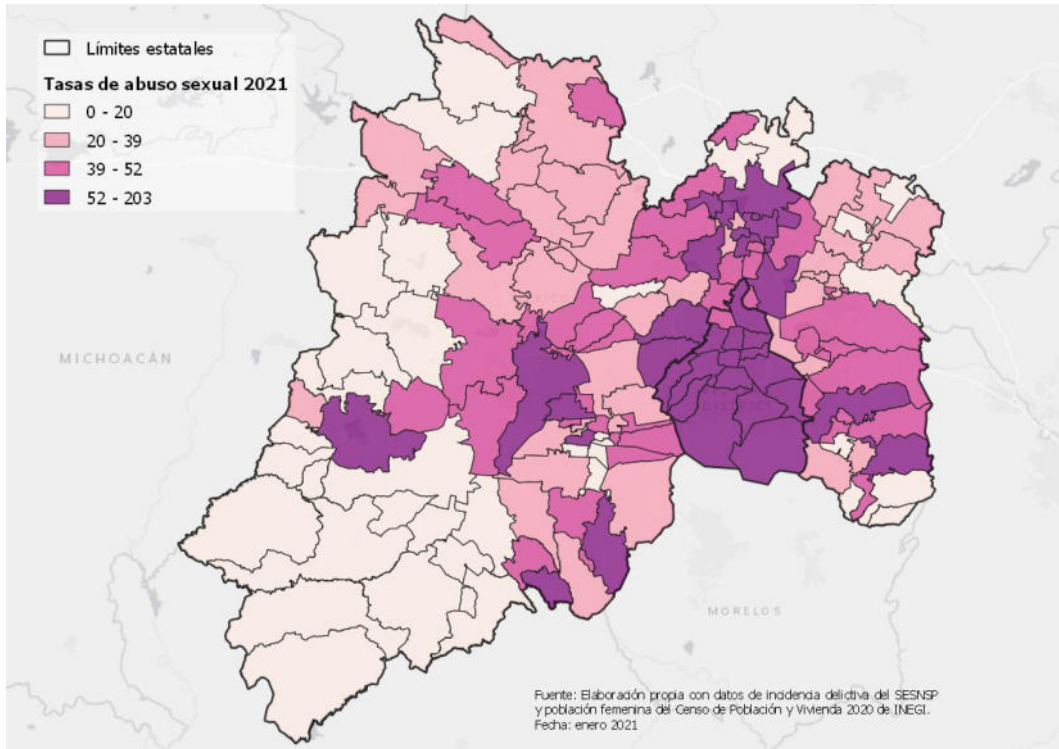 Límites estatales
Tasas de abuso sexual 2021
0 - 20
20 - 39
39 - 52
52 - 203
MICHOACÁN
DISTRICT
MORELOS
Fuente: Elaboración propia con datos de incidencia delictiva del SESNSP
y población femenina del Censo de Población y Vivienda 2020 de INEGI.
Fecha: enero 2021